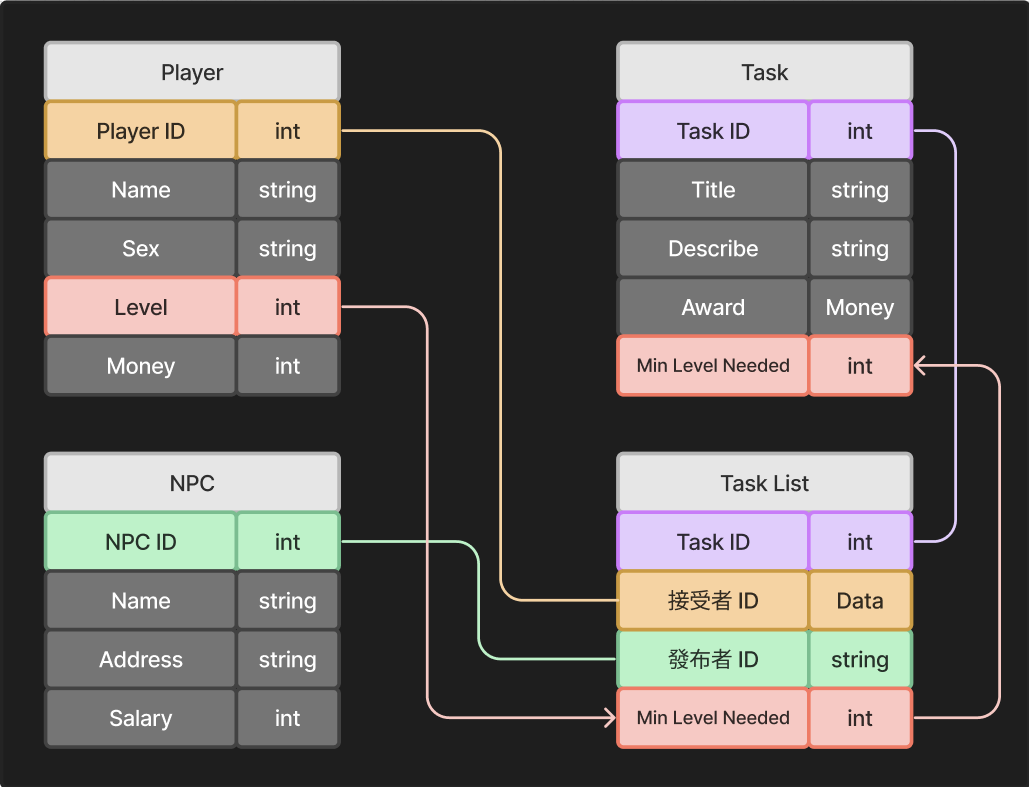 Player
Player ID int
Name string
Sex string
Level int
Money int
Task
Task ID int
Title string
Describe string
Award Money
Min Level Needed int
NPC
NPC ID int
Name string
Address string
Salary int
Task List
Task ID int
接受者 ID Data
發布者 ID string
Min Level Needed int